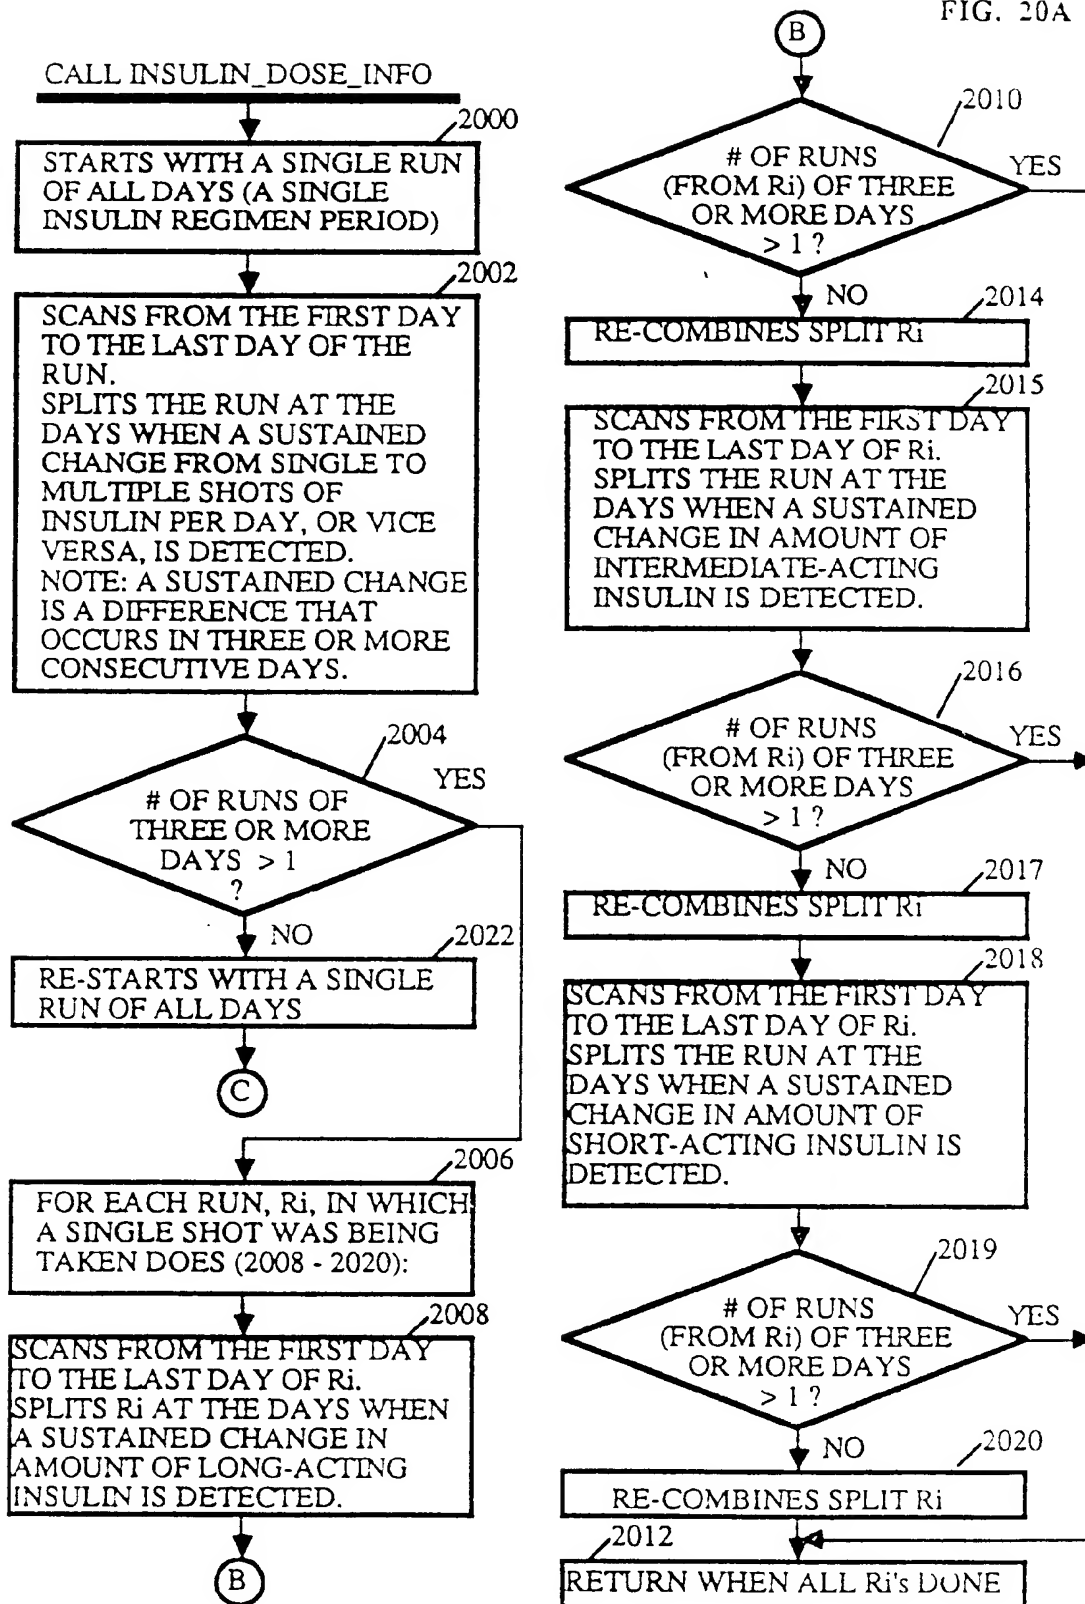 FIG. 20A
CALL INSULIN_DOSE_INFO
2000
STARTS WITH A SINGLE RUN
OF ALL DAYS (A SINGLE
INSULIN REGIMEN PERIOD)
2002
SCANS FROM THE FIRST DAY
TO THE LAST DAY OF THE
RUN.
SPLITS THE RUN AT THE
DAYS WHEN A SUSTAINED
CHANGE FROM SINGLE TO
MULTIPLE SHOTS OF
INSULIN PER DAY, OR VICE
VERSA, IS DETECTED.
NOTE: A SUSTAINED CHANGE
IS A DIFFERENCE THAT
OCCURS IN THREE OR MORE
CONSECUTIVE DAYS.
2004
YES
# OF RUNS OF
THREE OR MORE
DAYS > 1
?
NO
2022
RE-STARTS WITH A SINGLE
RUN OF ALL DAYS
C
2006
FOR EACH RUN, Ri, IN WHICH
A SINGLE SHOT WAS BEING
TAKEN DOES (2008 - 2020):
2008
SCANS FROM THE FIRST DAY
TO THE LAST DAY OF Ri.
SPLITS Ri AT THE DAYS WHEN
A SUSTAINED CHANGE IN
AMOUNT OF LONG-ACTING
INSULIN IS DETECTED.
B
B
2010
YES
# OF RUNS
(FROM Ri) OF THREE
OR MORE DAYS
> 1 ?
NO
2014
RE-COMBINES SPLIT Ri
2015
SCANS FROM THE FIRST DAY
TO THE LAST DAY OF Ri.
SPLITS THE RUN AT THE
DAYS WHEN A SUSTAINED
CHANGE IN AMOUNT OF
INTERMEDIATE-ACTING
INSULIN IS DETECTED.
2016
YES
# OF RUNS
(FROM Ri) OF THREE
OR MORE DAYS
> 1 ?
NO
2017
RE-COMBINES SPLIT Ri
2018
SCANS FROM THE FIRST DAY
TO THE LAST DAY OF Ri.
SPLITS THE RUN AT THE
DAYS WHEN A SUSTAINED
CHANGE IN AMOUNT OF
SHORT-ACTING INSULIN IS
DETECTED.
2019
YES
# OF RUNS
(FROM Ri) OF THREE
OR MORE DAYS
> 1 ?
NO
2020
RE-COMBINES SPLIT Ri
2012
RETURN WHEN ALL Ri's DONE